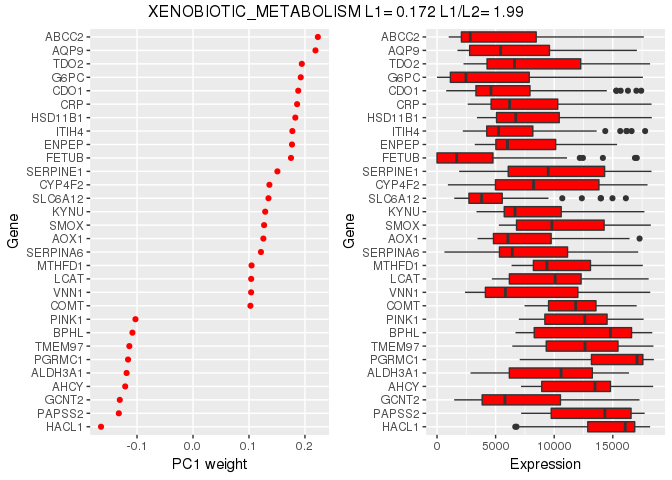 XENOBIOTIC_METABOLISM L1= 0.172 L1/L2= 1.99
Gene
ABCC2
AQP9
TDO2
G6PC
CDO1
CRP
HSD11B1
ITIH4
ENPEP
FETUB
SERPINE1
CYP4F2
SLC6A12
KYNU
SMOX
AOX1
SERPINA6
MTHFD1
LCAT
VNN1
COMT
PINK1
BPHL
TMEM97
PGRMC1
ALDH3A1
AHCY
GCNT2
PAPSS2
HACL1
-0.1 0.0 0.1 0.2
PC1 weight
Gene
ABCC2
AQP9
TDO2
G6PC
CDO1
CRP
HSD11B1
ITIH4
ENPEP
FETUB
SERPINE1
CYP4F2
SLC6A12
KYNU
SMOX
AOX1
SERPINA6
MTHFD1
LCAT
VNN1
COMT
PINK1
BPHL
TMEM97
PGRMC1
ALDH3A1
AHCY
GCNT2
PAPSS2
HACL1
0 5000 10000 15000
Expression